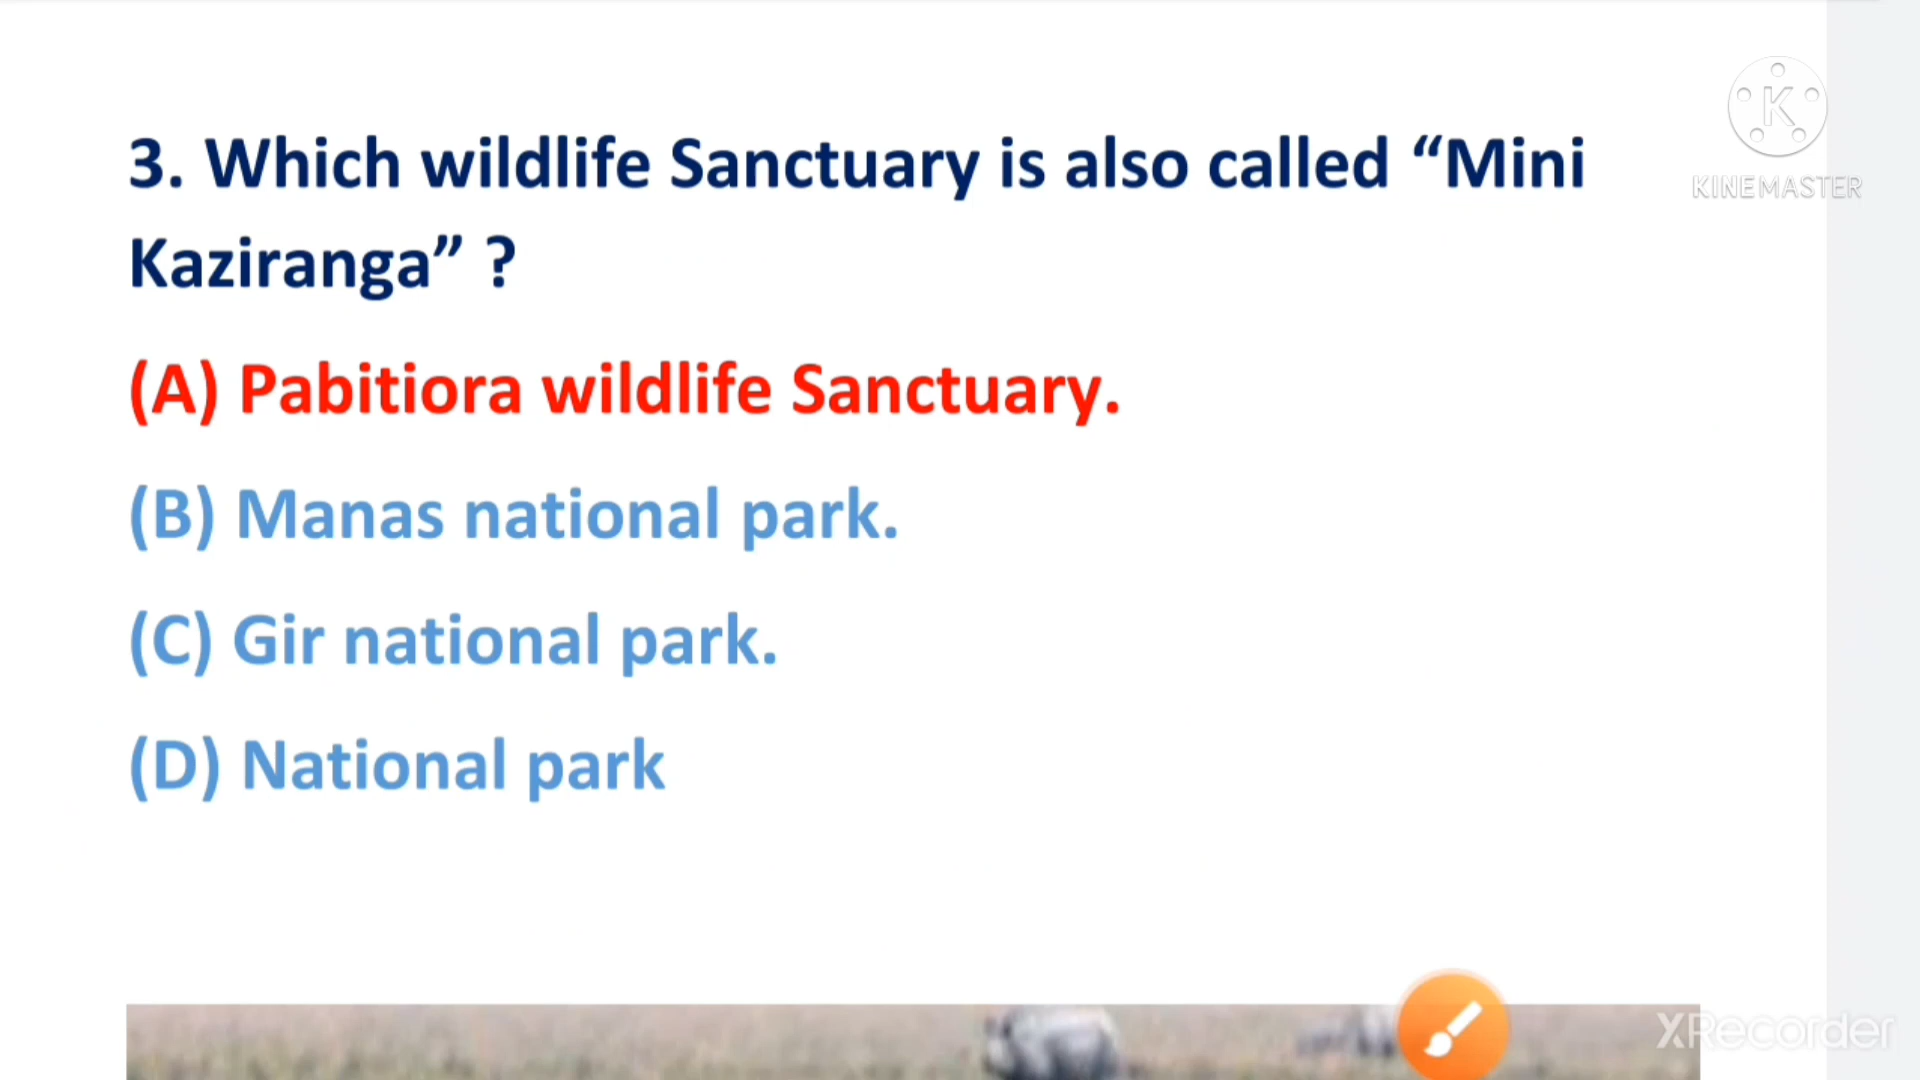 3. Which wildlife Sanctuary is also called “Mini
Kaziranga” ?
(A) Pabitiora wildlife Sanctuary.
(B) Manas national park.
(C) Gir national park.
(D) National park
K
KINEMASTER
XRecorder